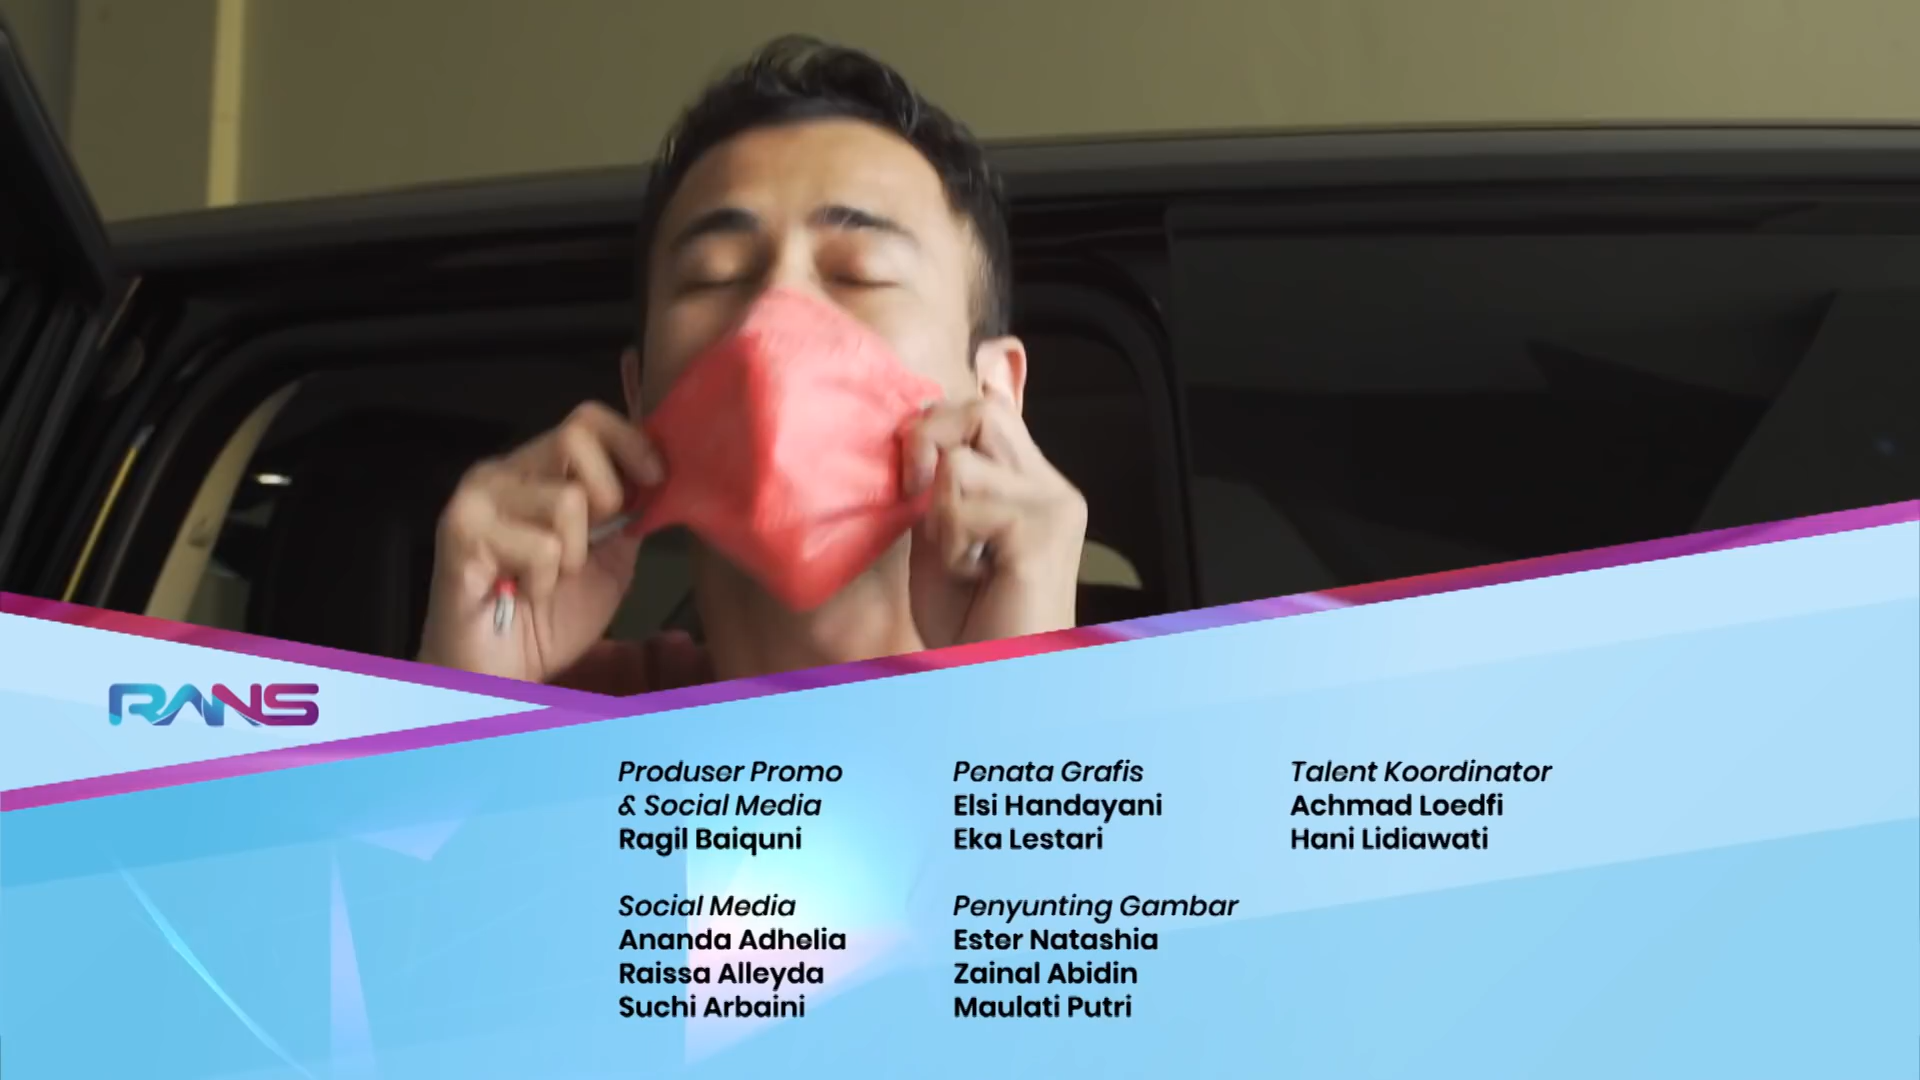 RANS
Produser Promo
& Social Media
Ragil Baiquni
Social Media
Ananda Adhelia
Raissa Alleyda
Suchi Arbaini
Penata Grafis
Elsi Handayani
Eka Lestari
Penyunting Gambar
Ester Natashia
Zainal Abidin
Maulati Putri
Talent Koordinator
Achmad Loedfi
Hani Lidiawati